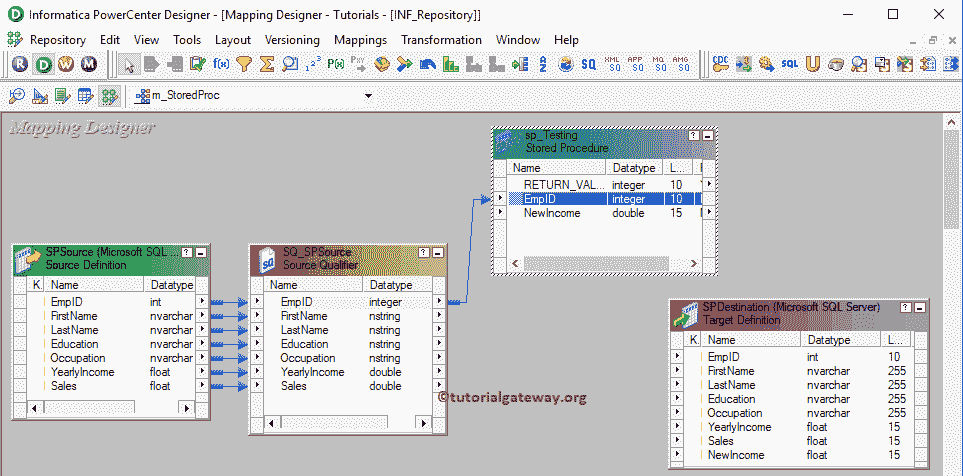 Informatica PowerCenter Designer - [Mapping Designer - Tutorials - [INF_Repository]]
Repository Edit View Tools Layout Versioning Mappings Transformation Window Help
R D W M f(x) Σ P(x) SQ SQL
m_StoredProc
Mapping Designer
sp_Testing
Stored Procedure
Name Datatype L...
RETURN_VAL... integer 10
EmpID integer 10
NewIncome double 15
SPSource (Microsoft SQL ...
Source Definition
K Name Datatype
EmpID int
FirstName nvarchar
LastName nvarchar
Education nvarchar
Occupation nvarchar
YearlyIncome float
Sales float
SQ_SPSource
Source Qualifier
Name Datatype
EmpID integer
FirstName nstring
LastName nstring
Education nstring
Occupation nstring
YearlyIncome double
Sales double
SPDestination (Microsoft SQL Server)
Target Definition
K Name Datatype L...
EmpID int 10
FirstName nvarchar 255
LastName nvarchar 255
Education nvarchar 255
Occupation nvarchar 255
YearlyIncome float 15
Sales float 15
NewIncome float 15
©tutorialgateway.org